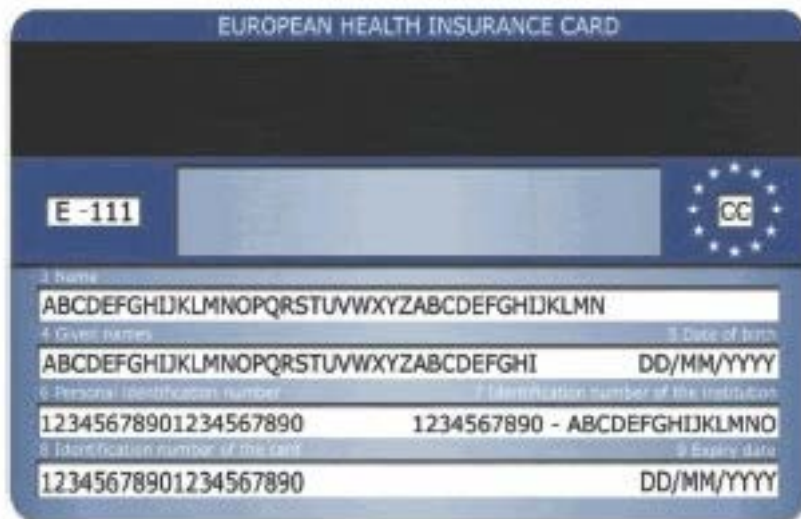 EUROPEAN HEALTH INSURANCE CARD
E -111
CC
3 Name
ABCDEFGHIJKLMNOPQRSTUVWXYZABCDEFGHIJKLMN
4 Given names 5 Date of birth
ABCDEFGHIJKLMNOPQRSTUVWXYZABCDEFGHI DD/MM/YYYY
6 Personal identification number 7 Identification number of the institution
12345678901234567890 1234567890 - ABCDEFGHIJKLMNO
8 Identification number of the card 9 Expiry date
12345678901234567890 DD/MM/YYYY